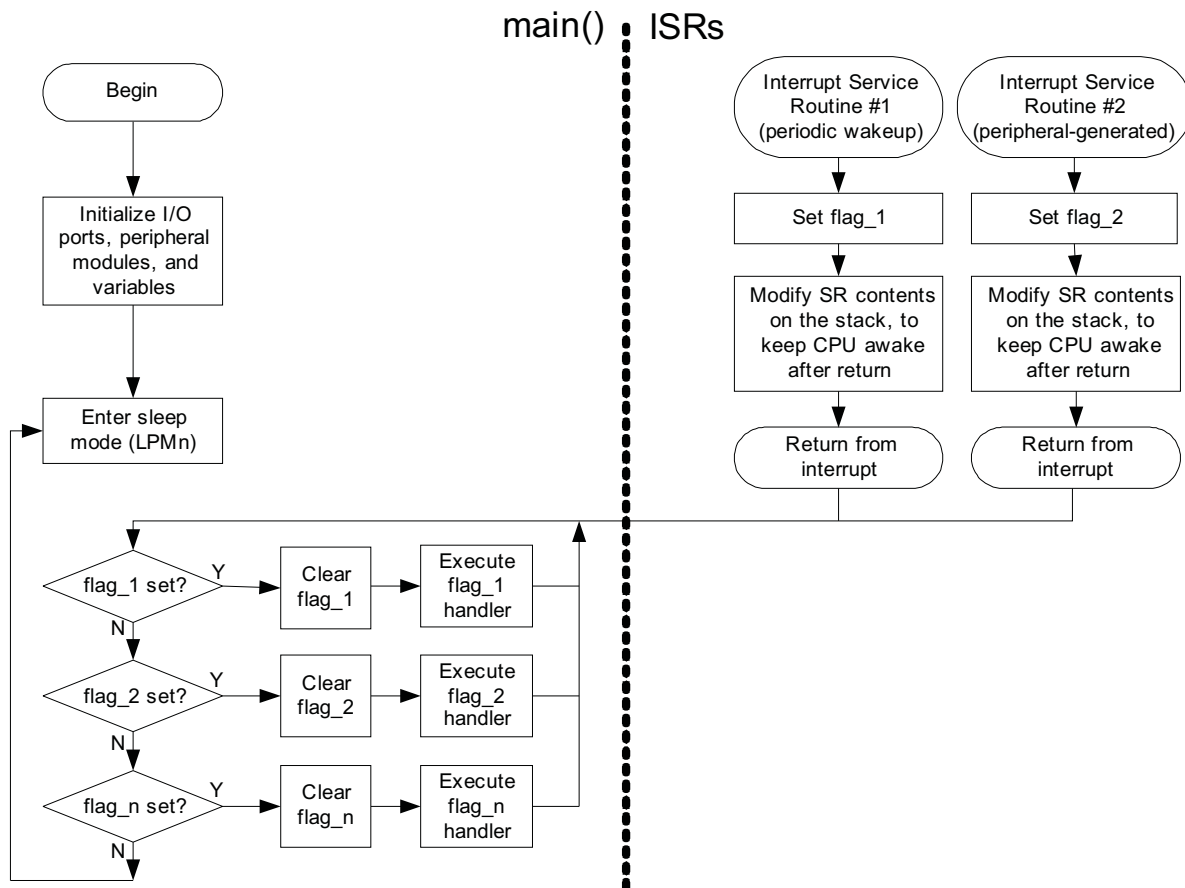 main()
ISRs
Begin
Initialize I/O
ports, peripheral
modules, and
variables
Enter sleep
mode (LPMn)
flag_1 set?
Y
N
Clear
flag_1
Execute
flag_1
handler
flag_2 set?
Y
N
Clear
flag_2
Execute
flag_2
handler
flag_n set?
Y
N
Clear
flag_n
Execute
flag_n
handler
Interrupt Service
Routine #1
(periodic wakeup)
Set flag_1
Modify SR contents
on the stack, to
keep CPU awake
after return
Return from
interrupt
Interrupt Service
Routine #2
(peripheral-generated)
Set flag_2
Modify SR contents
on the stack, to
keep CPU awake
after return
Return from
interrupt